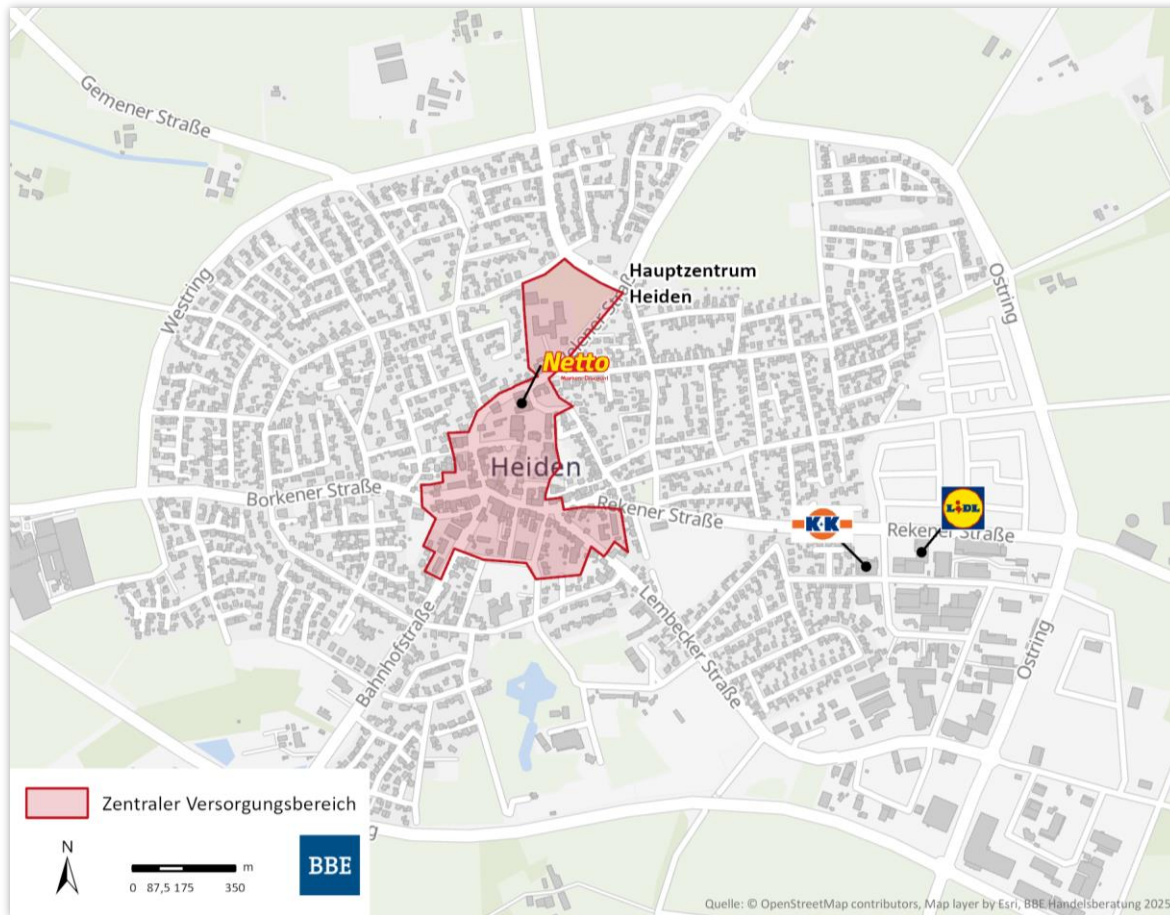 Gemener Straße
Westring
Hauptzentrum
Heiden
Ostring
Netto
Marken-Discount
Heiden
Borkener Straße
Rekener Straße
K+K
LIDL
Rekener Straße
Lembecker Straße
Bahnhofstraße
Ostring
Zentraler Versorgungsbereich
N
m
0 87,5 175 350
BBE
Quelle: © OpenStreetMap contributors, Map layer by Esri, BBE Handelsberatung 2025